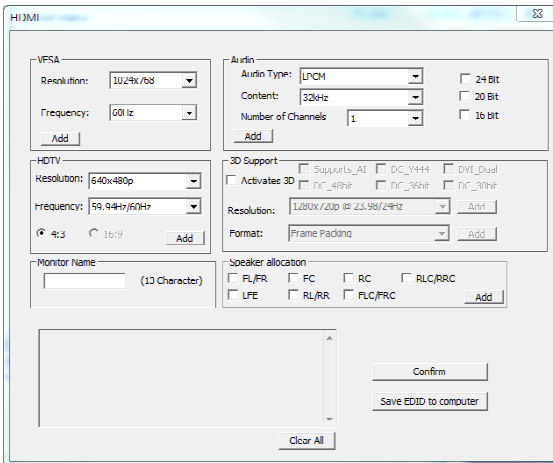 HDMI
VESA
Resolution: 1024x768
Frequency: 60Hz
Add
Audio
Audio Type: LPCM
Content: 32kHz
Number of Channels 1
24 Bit
20 Bit
16 Bit
Add
HDTV
Resolution: 640x480p
Frequency: 59.94Hz/60Hz
4:3 16:9 Add
3D Support
Supports_AI DC_Y444 DVI_Dual
Activates 3D DC_48bit DC_36bit DC_30bit
Resolution: 1280x720p @ 23.98/24Hz Add
Format: Frame Packing Add
Monitor Name
(13 Character)
Speaker allocation
FL/FR FC RC RLC/RRC
LFE RL/RR FLC/FRC Add
Confirm
Save EDID to computer
Clear All